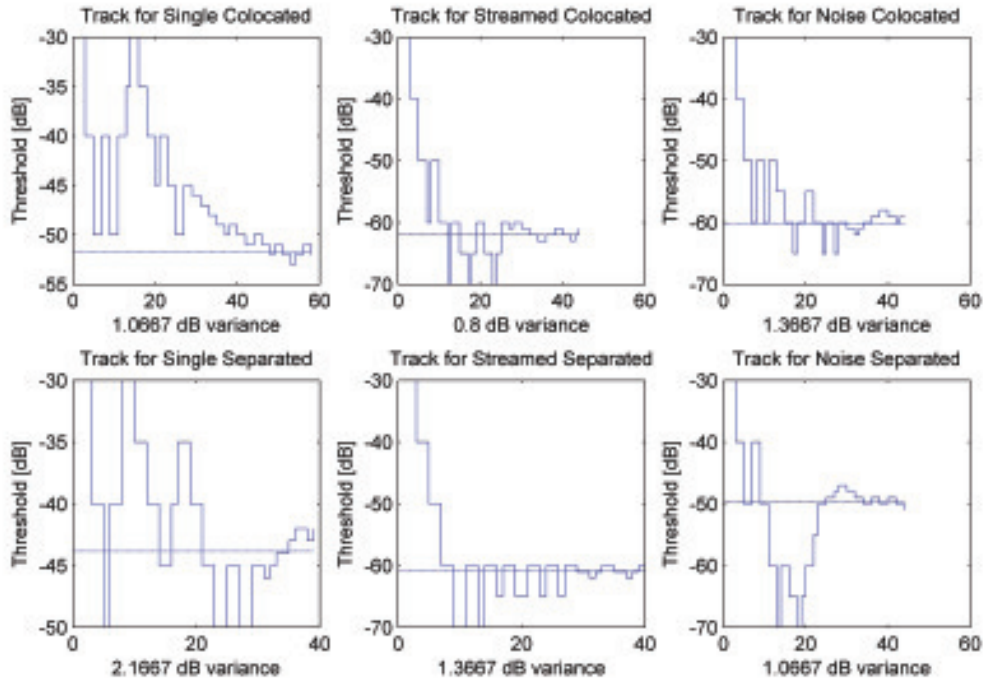 Track for Single Colocated
Threshold [dB]
-30
-35
-40
-45
-50
-55
0 20 40 60
1.0667 dB variance
Track for Streamed Colocated
Threshold [dB]
-30
-40
-50
-60
-70
0 20 40 60
0.8 dB variance
Track for Noise Colocated
Threshold [dB]
-30
-40
-50
-60
-70
0 20 40 60
1.3667 dB variance
Track for Single Separated
Threshold [dB]
-30
-35
-40
-45
-50
0 20 40
2.1667 dB variance
Track for Streamed Separated
Threshold [dB]
-30
-40
-50
-60
-70
0 20 40
1.3667 dB variance
Track for Noise Separated
Threshold [dB]
-30
-40
-50
-60
-70
0 20 40 60
1.0667 dB variance